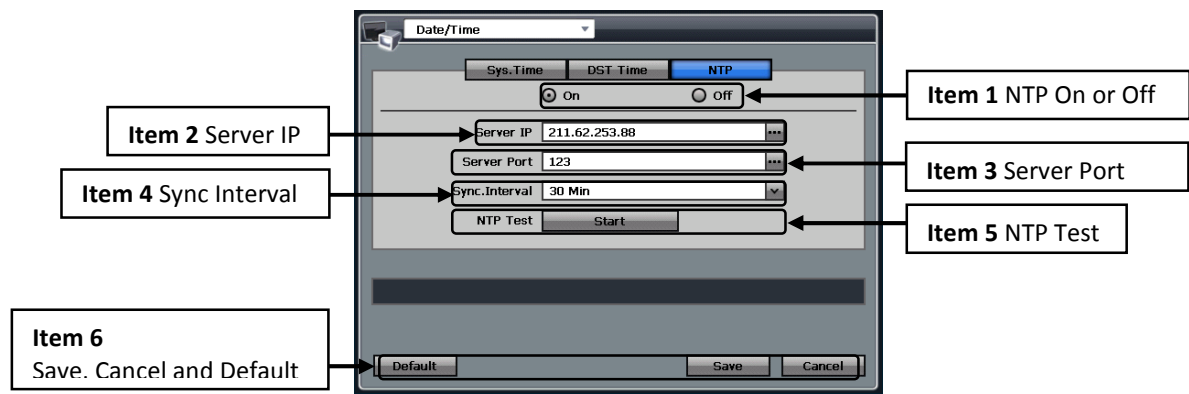 Date/Time
Sys.Time DST Time NTP
On Off
Item 1 NTP On or Off
Item 2 Server IP
Server IP 211.62.253.88 ...
Server Port 123 ...
Item 3 Server Port
Item 4 Sync Interval
Sync.Interval 30 Min
NTP Test Start
Item 5 NTP Test
Item 6
Save, Cancel and Default
Default Save Cancel